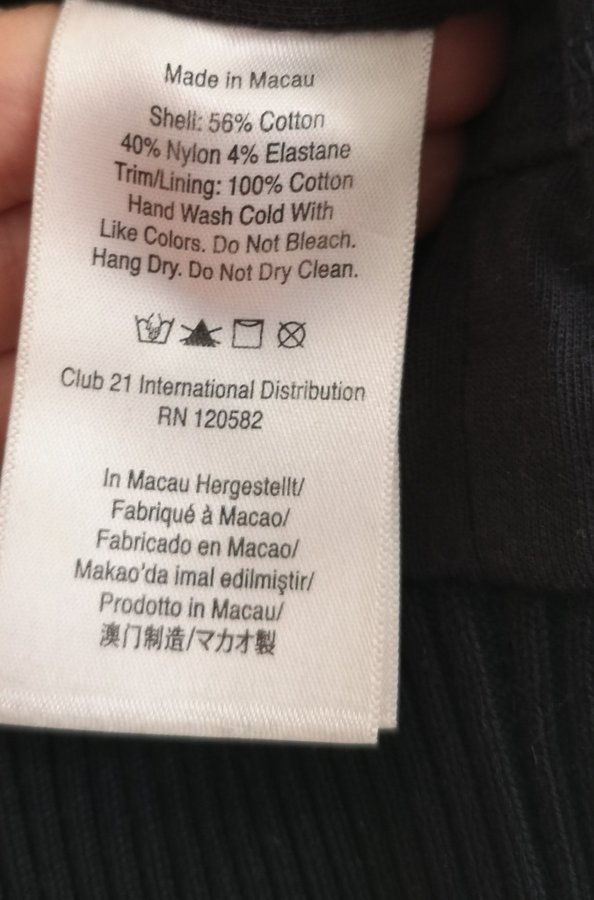 Made in Macau
Shell: 56% Cotton
40% Nylon 4% Elastane
Trim/Lining: 100% Cotton
Hand Wash Cold With
Like Colors. Do Not Bleach.
Hang Dry. Do Not Dry Clean.
Club 21 International Distribution
RN 120582
In Macau Hergestellt/
Fabriqué à Macao/
Fabricado en Macao/
Makao'da imal edilmiştir/
Prodotto in Macau/
澳门制造/マカオ製